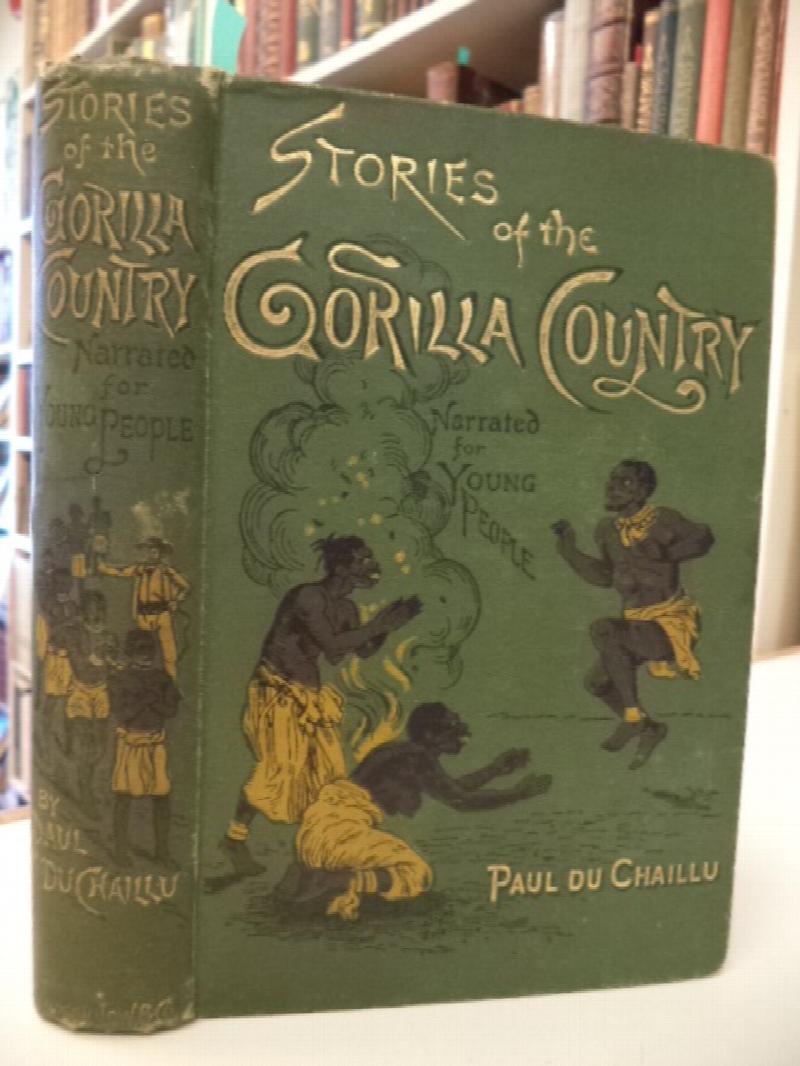 STORIES
of the
GORILLA
COUNTRY
Narrated
for
YOUNG PEOPLE
BY
PAUL
DU CHAILLU
STORIES
of the
GORILLA COUNTRY
Narrated
for
YOUNG
PEOPLE
PAUL DU CHAILLU